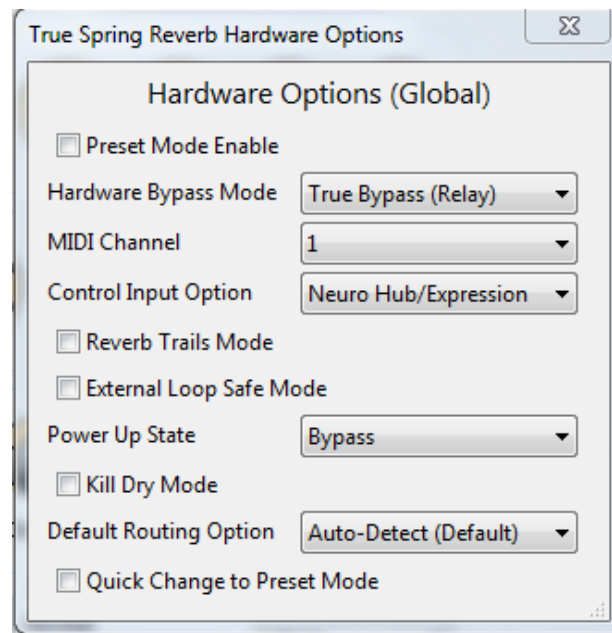 True Spring Reverb Hardware Options
Hardware Options (Global)
Preset Mode Enable
Hardware Bypass Mode True Bypass (Relay)
MIDI Channel 1
Control Input Option Neuro Hub/Expression
Reverb Trails Mode
External Loop Safe Mode
Power Up State Bypass
Kill Dry Mode
Default Routing Option Auto-Detect (Default)
Quick Change to Preset Mode